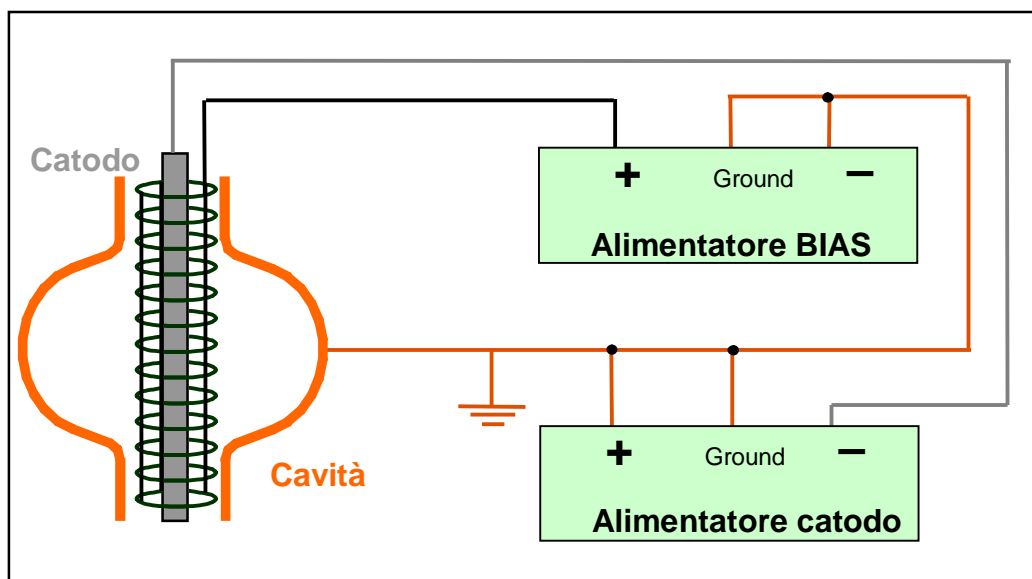 Catodo
+ Ground −
Alimentatore BIAS
Cavità
+ Ground −
Alimentatore catodo